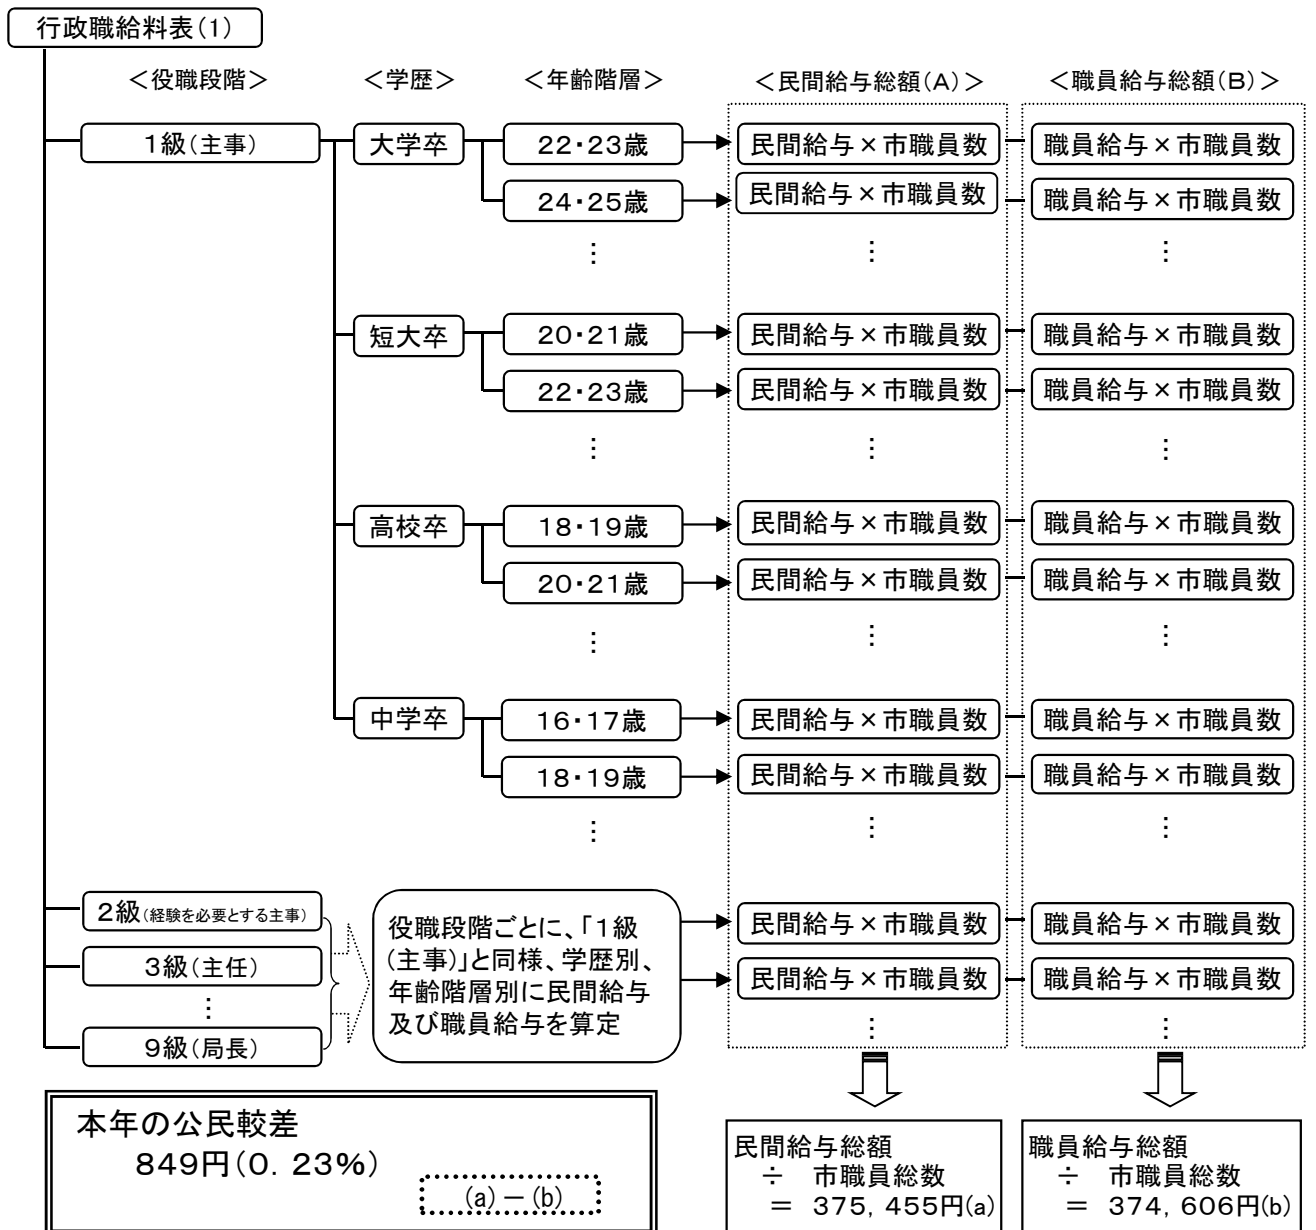 行政職給料表(1)
＜役職段階＞ ＜学歴＞ ＜年齢階層＞ ＜民間給与総額(A)＞ ＜職員給与総額(B)＞
1級(主事) 大学卒 22・23歳 民間給与×市職員数 職員給与×市職員数
24・25歳 民間給与×市職員数 職員給与×市職員数
⋮ ⋮ ⋮
短大卒 20・21歳 民間給与×市職員数 職員給与×市職員数
22・23歳 民間給与×市職員数 職員給与×市職員数
⋮ ⋮ ⋮
高校卒 18・19歳 民間給与×市職員数 職員給与×市職員数
20・21歳 民間給与×市職員数 職員給与×市職員数
⋮ ⋮ ⋮
中学卒 16・17歳 民間給与×市職員数 職員給与×市職員数
18・19歳 民間給与×市職員数 職員給与×市職員数
⋮ ⋮ ⋮
2級(経験を必要とする主事) 民間給与×市職員数 職員給与×市職員数
3級(主任) 民間給与×市職員数 職員給与×市職員数
⋮ ⋮ ⋮
9級(局長)
役職段階ごとに、「1級
(主事)」と同様、学歴別、
年齢階層別に民間給与
及び職員給与を算定
本年の公民較差
849円(0.23%)
(a)－(b)
民間給与総額
÷ 市職員総数
＝ 375,455円(a)
職員給与総額
÷ 市職員総数
＝ 374,606円(b)